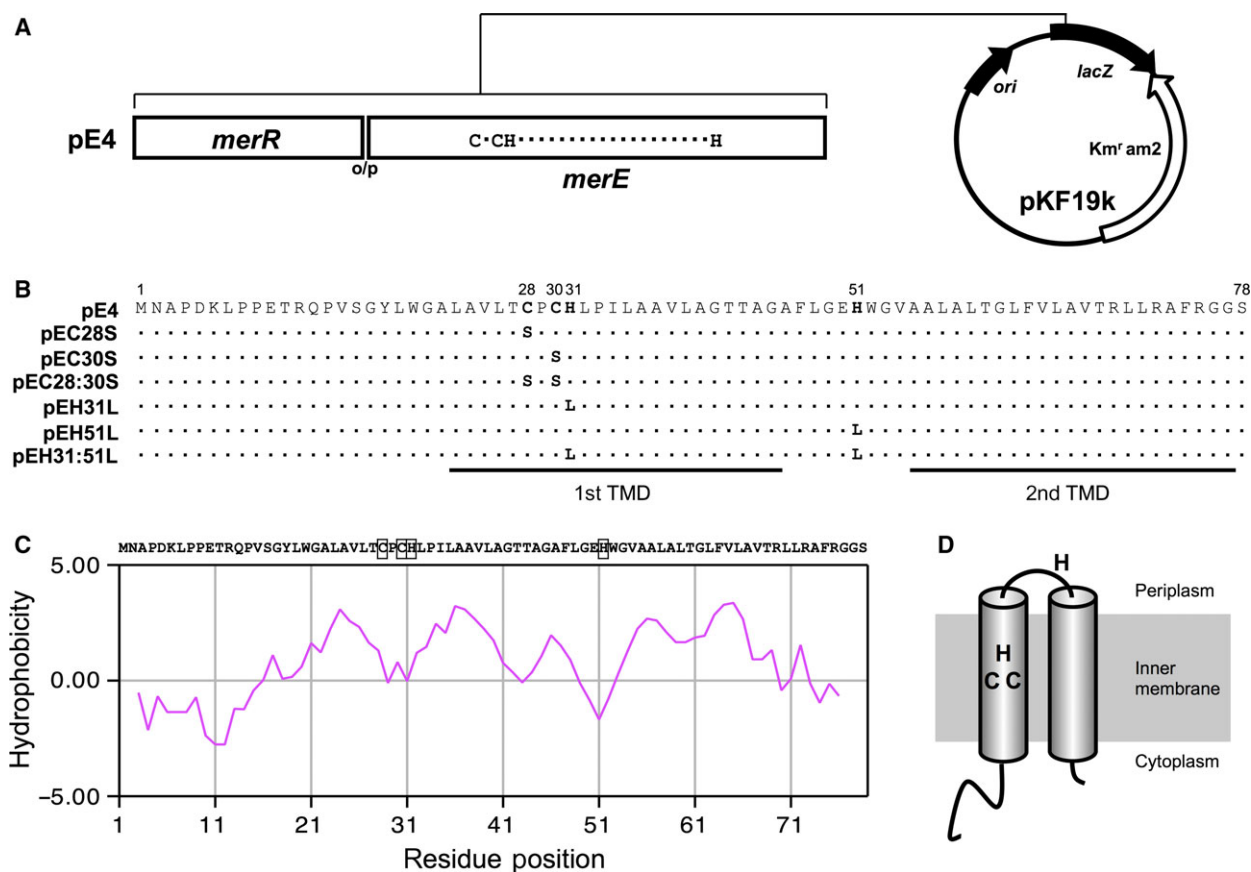 A
pE4
merR
C·CH···············H
o/p
merE
ori
lacZ
Kmʳ am2
pKF19k
B
1 28 30 31 51 78
pE4 MNAPDKLPPETRQPVSGYLWGALAVLTCPCHLPILAAVLAGTTAGAFLGEHWGVAALALTGLFVLAVTRLLRAFRGGS
pEC28S S
pEC30S S
pEC28:30S S S
pEH31L L
pEH51L L
pEH31:51L L L
1st TMD 2nd TMD
C
MNAPDKLPPETRQPVSGYLWGALAVLTCPCHLPILAAVLAGTTAGAFLGEHWGVAALALTGLFVLAVTRLLRAFRGGS
5.00
0.00
–5.00
Hydrophobicity
1 11 21 31 41 51 61 71
Residue position
D
H
Periplasm
H
C C
Inner
membrane
Cytoplasm